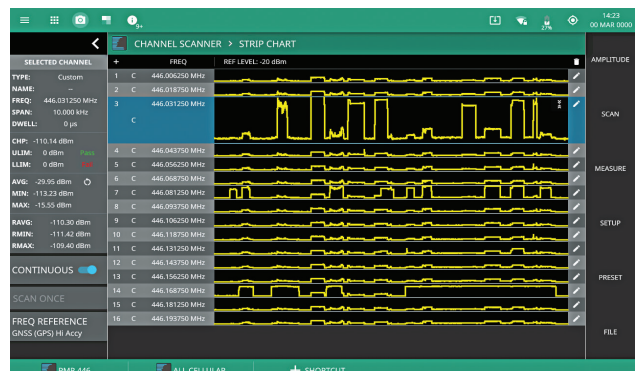 9+
27%
14:23
00 MAR 0000
CHANNEL SCANNER > STRIP CHART
SELECTED CHANNEL
TYPE: Custom
NAME: --
FREQ: 446.031250 MHz
SPAN: 10.000 kHz
DWELL: 0 µs
CHP: -110.14 dBm
ULIM: 0 dBm Pass
LLIM: 0 dBm
AVG: -29.95 dBm
MIN: -113.23 dBm
MAX: -15.55 dBm
RAVG: -110.30 dBm
RMIN: -111.42 dBm
RMAX: -109.40 dBm
CONTINUOUS
SCAN ONCE
FREQ REFERENCE
GNSS (GPS) Hi Accy
+ FREQ REF LEVEL: -20 dBm
1 C 446.006250 MHz
2 C 446.018750 MHz
3 C 446.031250 MHz
4 C 446.043750 MHz
5 C 446.056250 MHz
6 C 446.068750 MHz
7 C 446.081250 MHz
8 C 446.093750 MHz
9 C 446.106250 MHz
10 C 446.118750 MHz
11 C 446.131250 MHz
12 C 446.143750 MHz
13 C 446.156250 MHz
14 C 446.168750 MHz
15 C 446.181250 MHz
16 C 446.193750 MHz
AMPLITUDE
SCAN
MEASURE
SETUP
PRESET
FILE
PMR 446
ALL CELLULAR
+ SHORTCUT